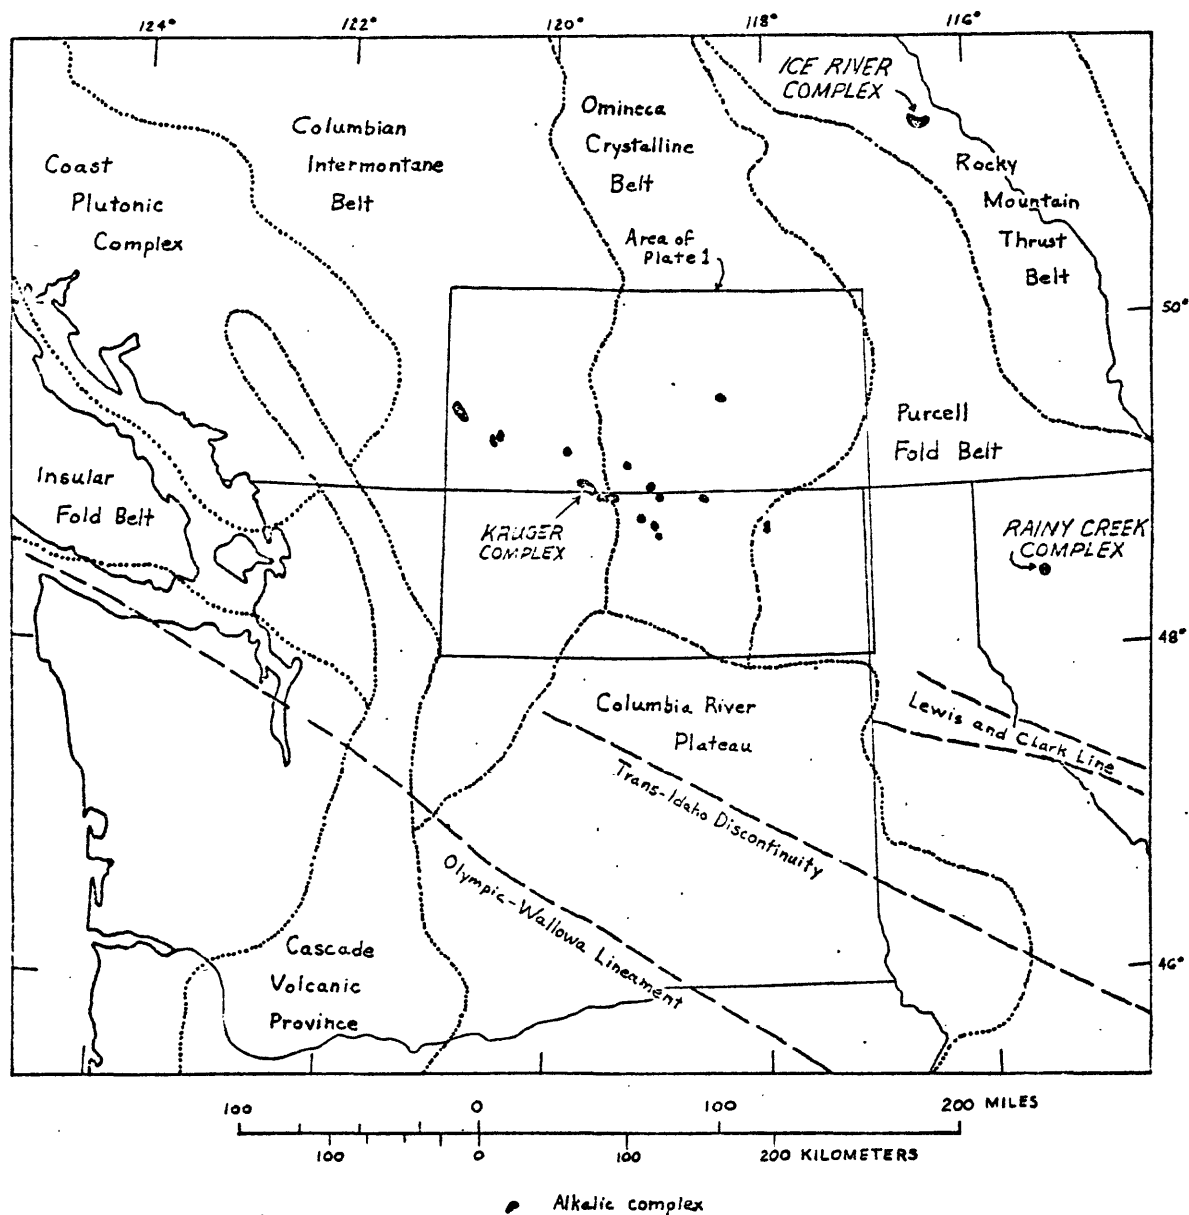 124°
122°
120°
118°
116°
ICE RIVER
COMPLEX
Omineca
Crystalline
Belt
Columbian
Intermontane
Belt
Coast
Plutonic
Complex
Rocky
Mountain
Thrust
Belt
Area of
Plate 1
50°
Purcell
Fold Belt
Insular
Fold Belt
KRUGER
COMPLEX
RAINY CREEK
COMPLEX
48°
Columbia River
Plateau
Lewis and Clark Line
Trans-Idaho Discontinuity
Olympic-Wallowa Lineament
Cascade
Volcanic
Province
46°
100 0 100 200 MILES
100 0 100 200 KILOMETERS
Alkalic complex